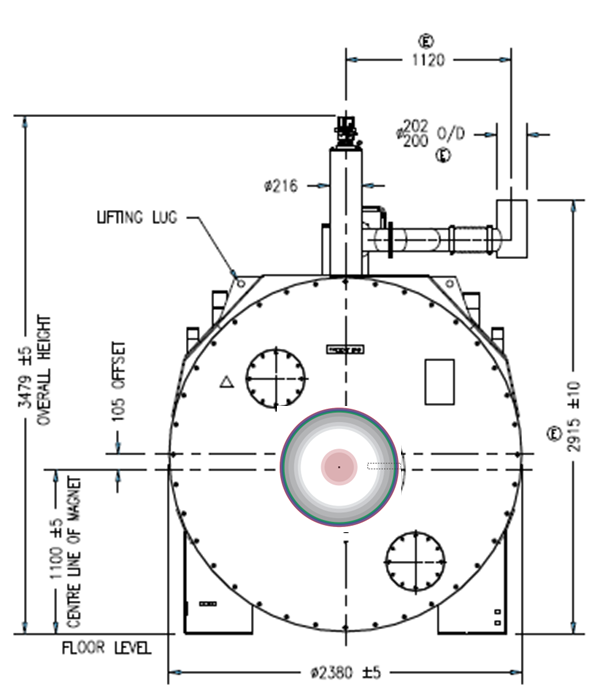 Ⓔ
1120
ø202
200 O/D
Ⓔ
ø216
LIFTING LUG
3479 ±5
OVERALL HEIGHT
105 OFFSET
Ⓔ
2915 ±10
1100 ±5
CENTRE LINE OF MAGNET
FLOOR LEVEL
ø2380 ±5